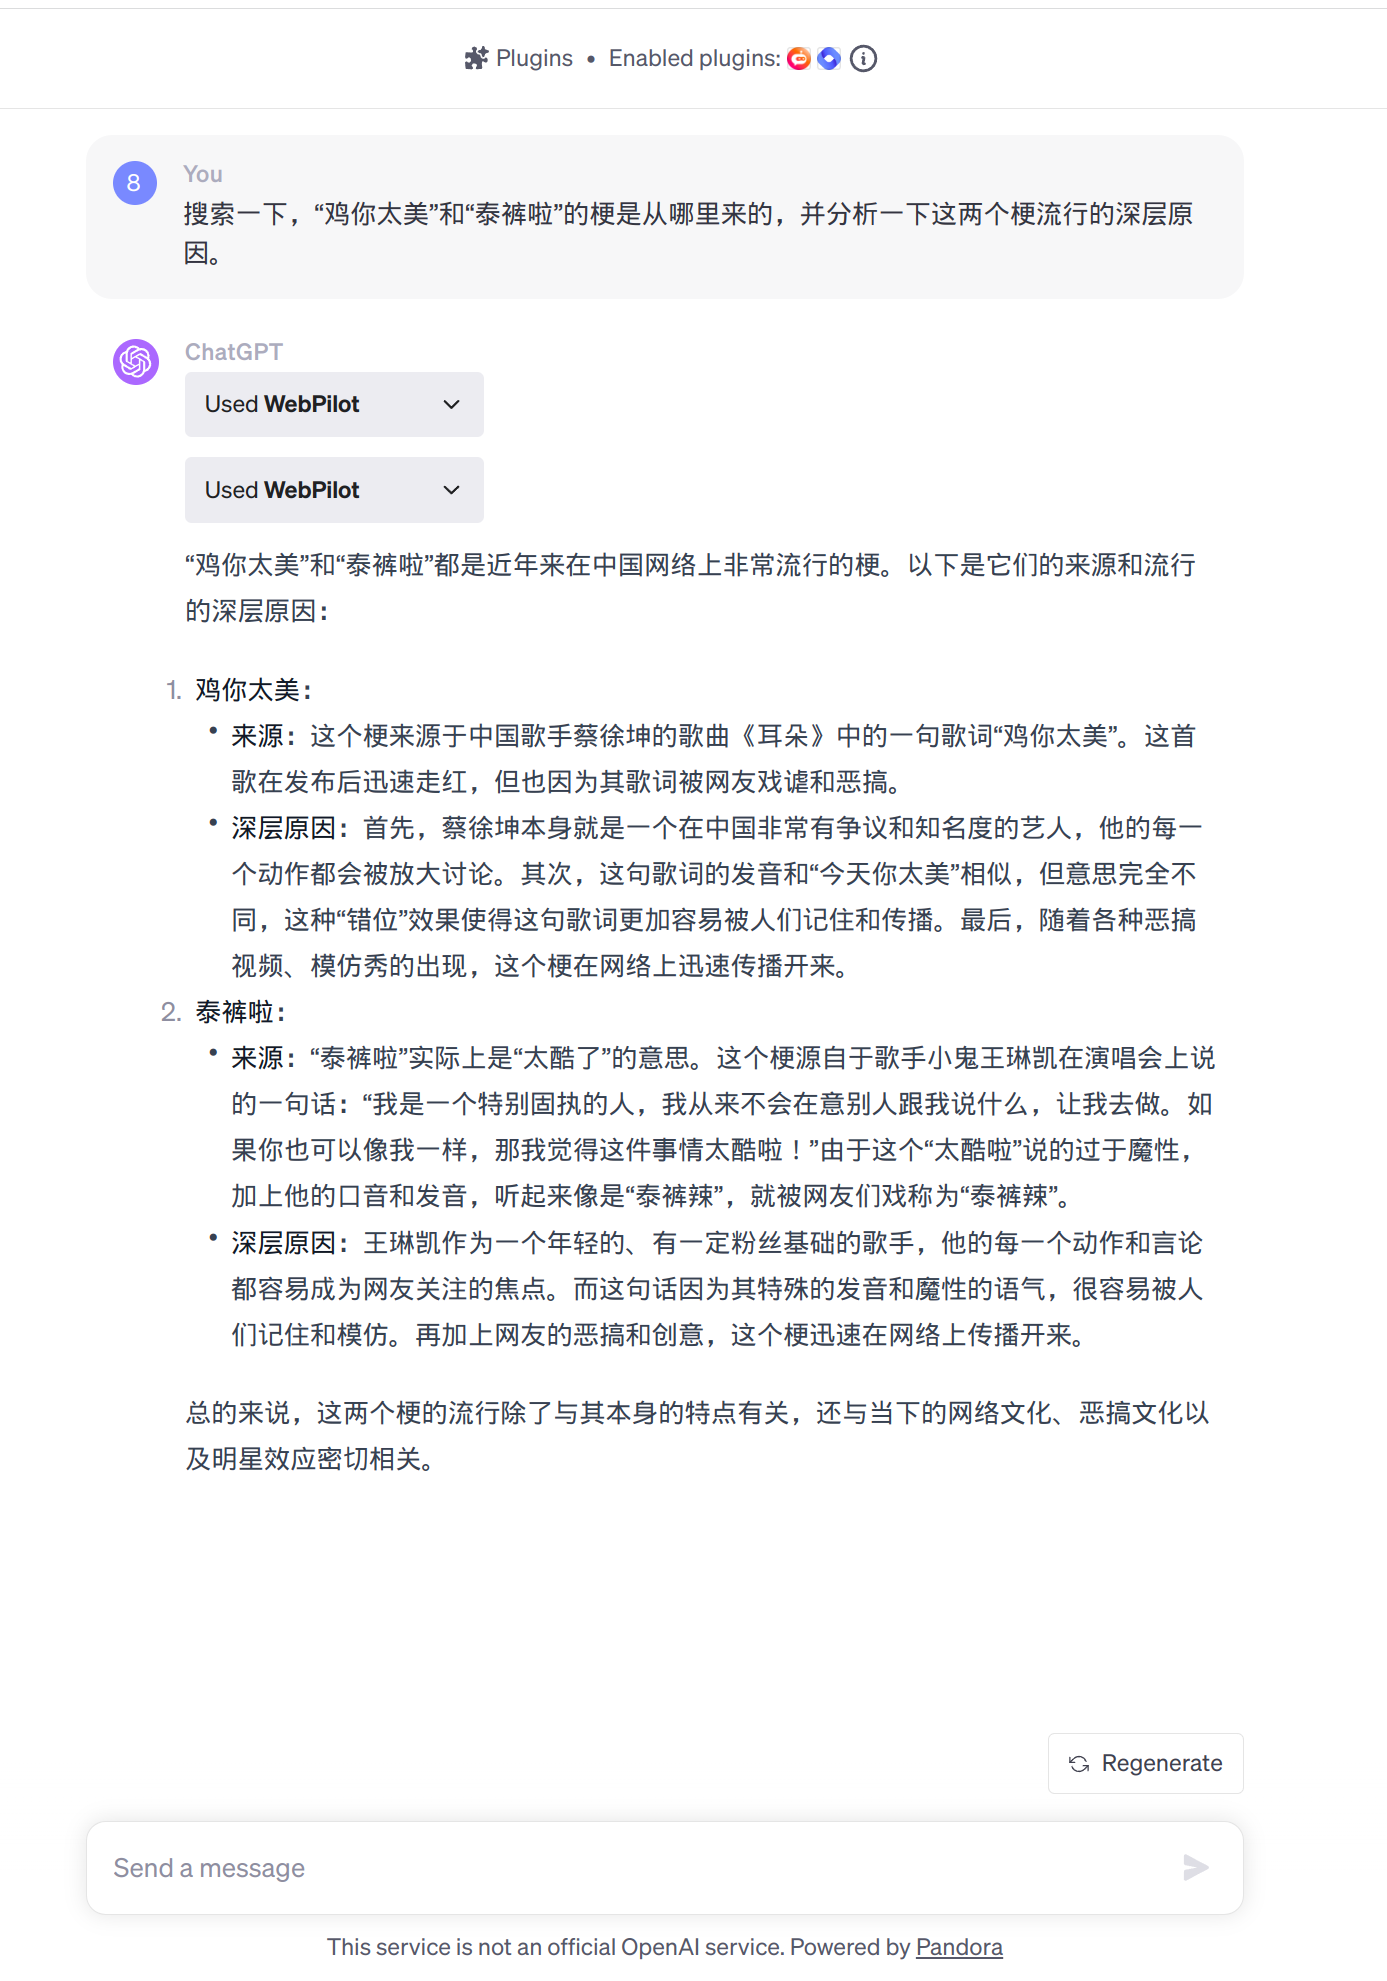 Plugins • Enabled plugins:
8
You
搜索一下，“鸡你太美”和“泰裤啦”的梗是从哪里来的，并分析一下这两个梗流行的深层原
因。
ChatGPT
Used WebPilot
Used WebPilot
“鸡你太美”和“泰裤啦”都是近年来在中国网络上非常流行的梗。以下是它们的来源和流行
的深层原因：
1. 鸡你太美：
• 来源：这个梗来源于中国歌手蔡徐坤的歌曲《耳朵》中的一句歌词“鸡你太美”。这首
歌在发布后迅速走红，但也因为其歌词被网友戏谑和恶搞。
• 深层原因：首先，蔡徐坤本身就是一个在中国非常有争议和知名度的艺人，他的每一
个动作都会被放大讨论。其次，这句歌词的发音和“今天你太美”相似，但意思完全不
同，这种“错位”效果使得这句歌词更加容易被人们记住和传播。最后，随着各种恶搞
视频、模仿秀的出现，这个梗在网络上迅速传播开来。
2. 泰裤啦：
• 来源：“泰裤啦”实际上是“太酷了”的意思。这个梗源自于歌手小鬼王琳凯在演唱会上说
的一句话：“我是一个特别固执的人，我从来不会在意别人跟我说什么，让我去做。如
果你也可以像我一样，那我觉得这件事情太酷啦！”由于这个“太酷啦”说的过于魔性，
加上他的口音和发音，听起来像是“泰裤辣”，就被网友们戏称为“泰裤辣”。
• 深层原因：王琳凯作为一个年轻的、有一定粉丝基础的歌手，他的每一个动作和言论
都容易成为网友关注的焦点。而这句话因为其特殊的发音和魔性的语气，很容易被人
们记住和模仿。再加上网友的恶搞和创意，这个梗迅速在网络上传播开来。
总的来说，这两个梗的流行除了与其本身的特点有关，还与当下的网络文化、恶搞文化以
及明星效应密切相关。
Regenerate
Send a message
This service is not an official OpenAI service. Powered by Pandora